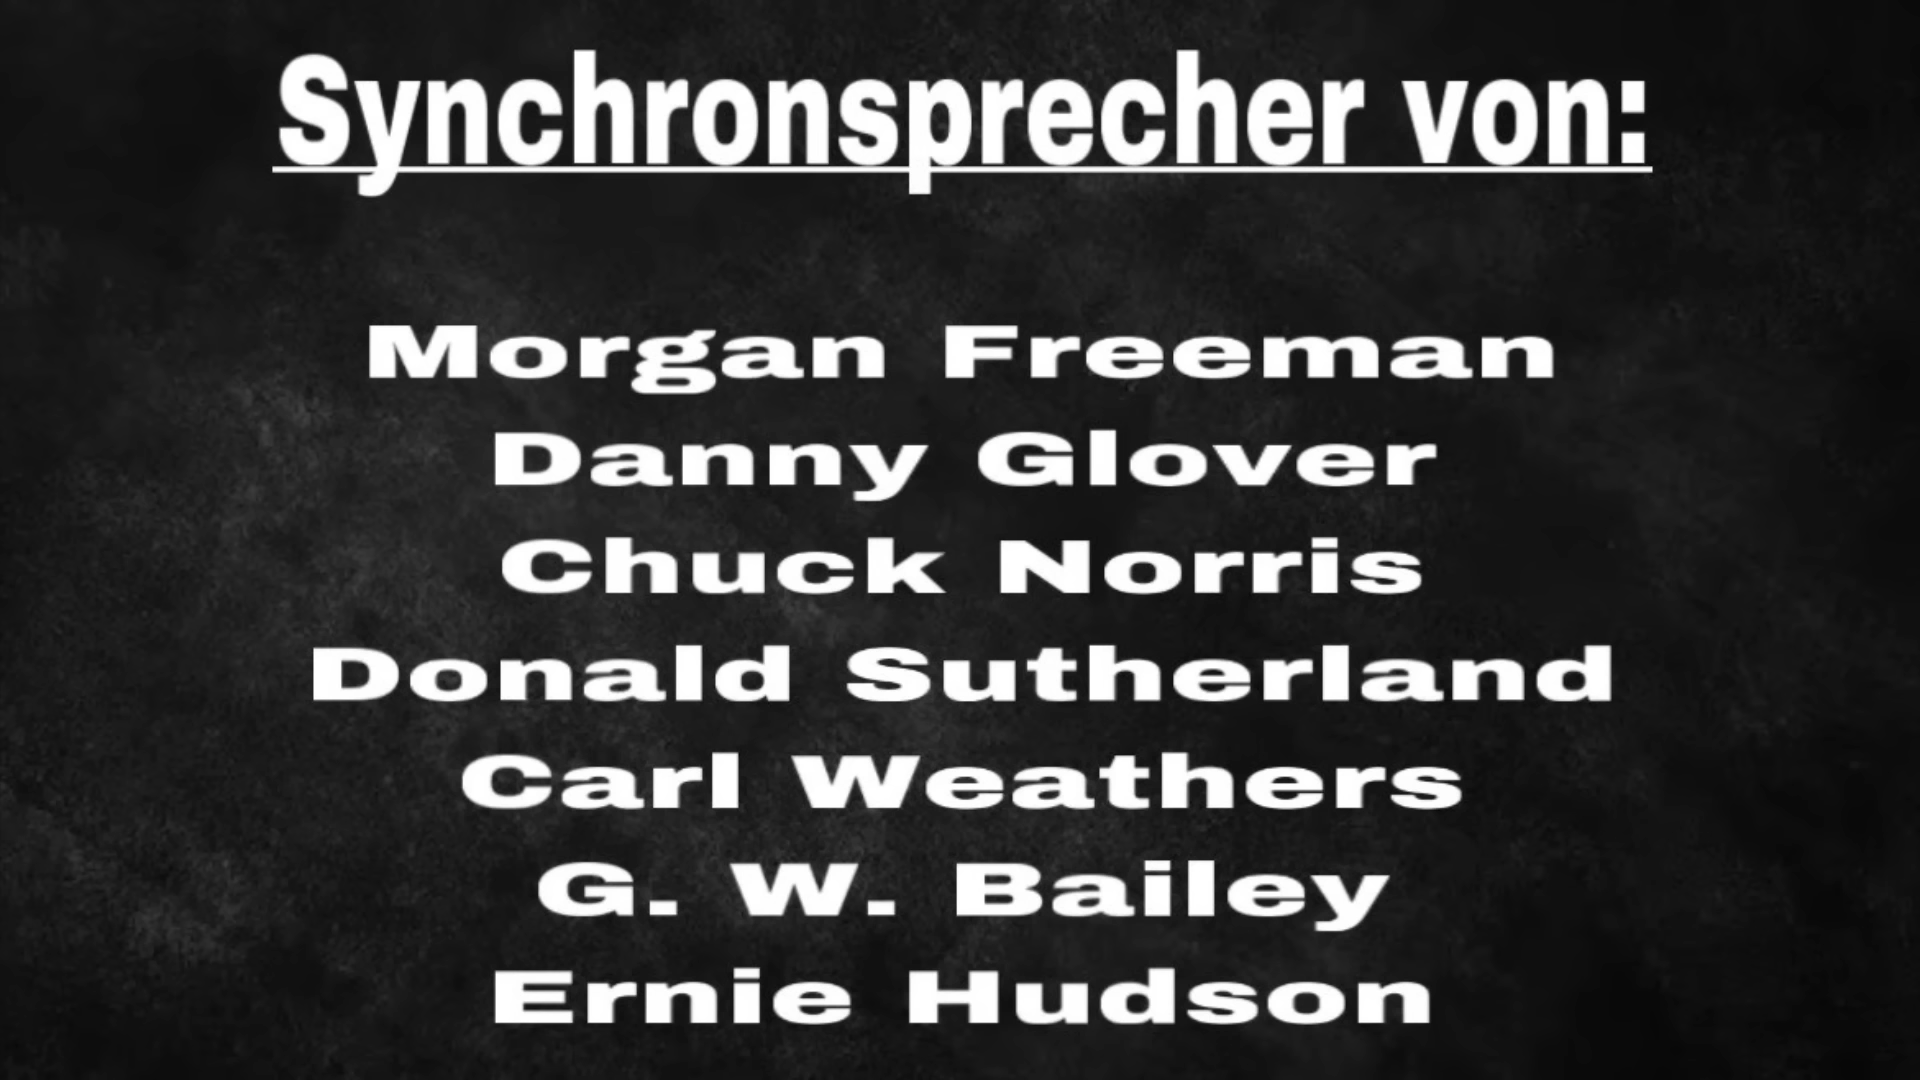 Synchronsprecher von:
Morgan Freeman
Danny Glover
Chuck Norris
Donald Sutherland
Carl Weathers
G. W. Bailey
Ernie Hudson